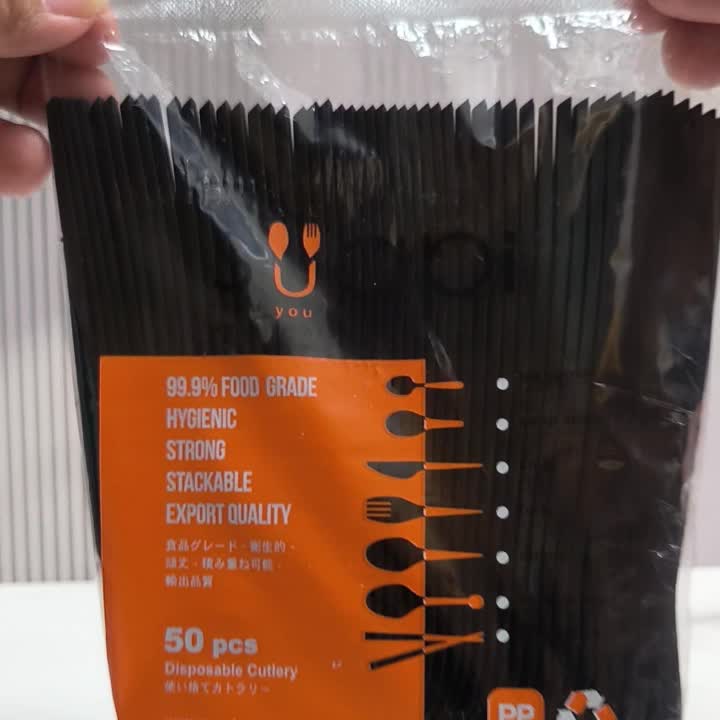 you
99.9% FOOD GRADE
HYGIENIC
STRONG
STACKABLE
EXPORT QUALITY
食品グレード・衛生的・
頑丈・積み重ね可能・
輸出品質
50 pcs
Disposable Cutlery
使い捨てカトラリー
PP